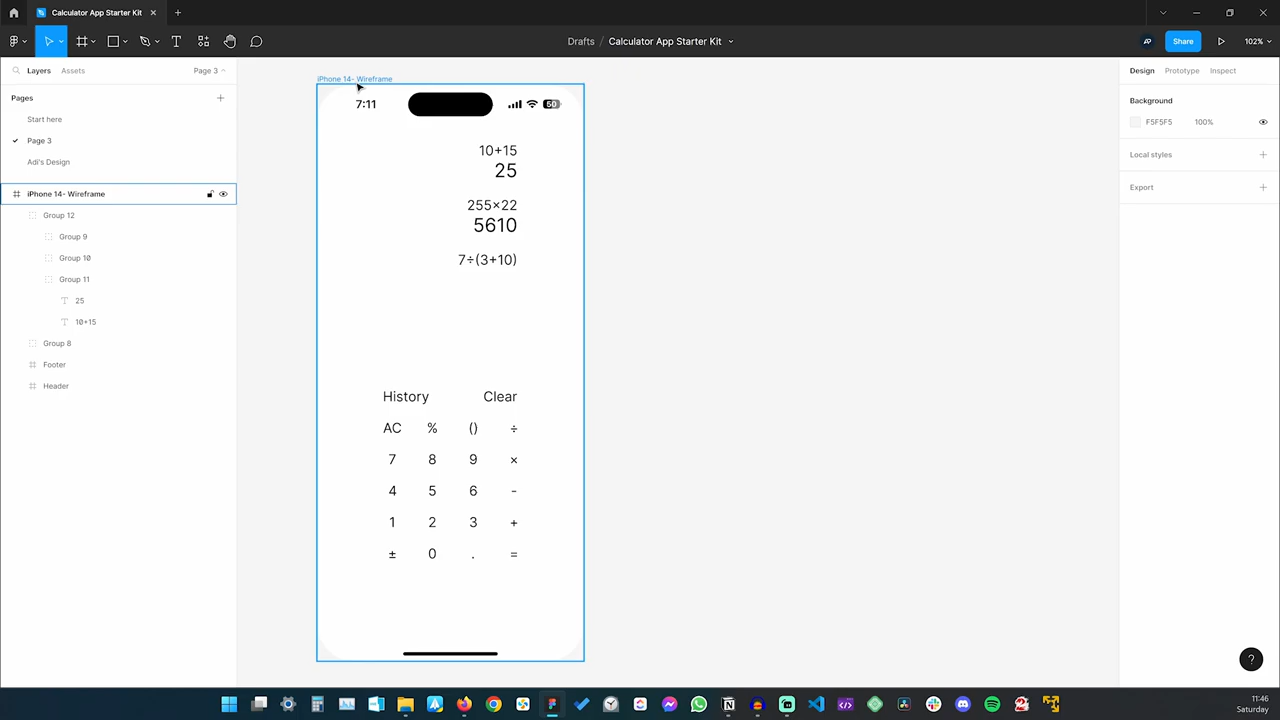 Calculator App Starter Kit
Drafts / Calculator App Starter Kit
Share
102%
Layers Assets Page 3
Pages
Start here
Page 3
Adi's Design
iPhone 14- Wireframe
Group 12
Group 9
Group 10
Group 11
25
10+15
Group 8
Footer
Header
iPhone 14- Wireframe
7:11 50
10+15
25
255×22
5610
7÷(3+10)
History Clear
AC % () ÷
7 8 9 ×
4 5 6 -
1 2 3 +
± 0 . =
Design Prototype Inspect
Background
F5F5F5 100%
Local styles
Export
?
11:46
Saturday